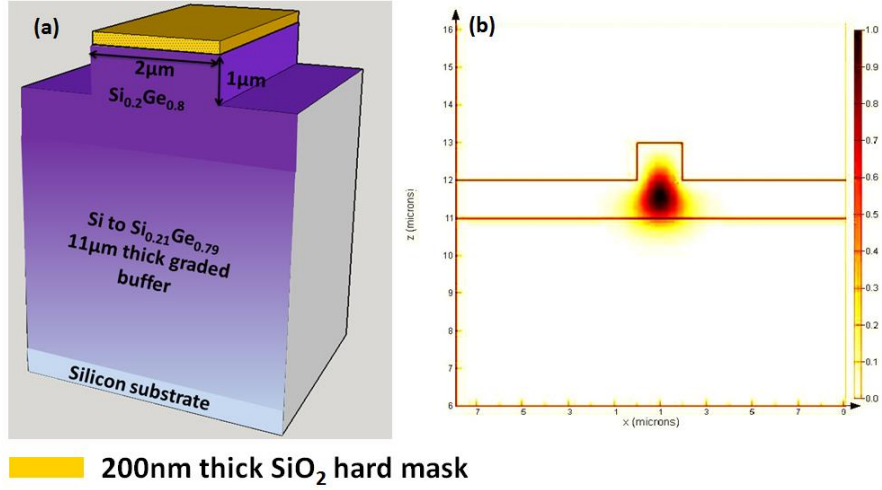 (a)
2µm
1µm
Si0.2Ge0.8
Si to Si0.21Ge0.79
11µm thick graded
buffer
Silicon substrate
(b)
16
15
14
13
12
11
10
9
8
7
6
z (microns)
7
5
3
1
1
3
5
7
9
x (microns)
1.0
0.9
0.8
0.7
0.6
0.5
0.4
0.3
0.2
0.1
0.0
200nm thick SiO2 hard mask